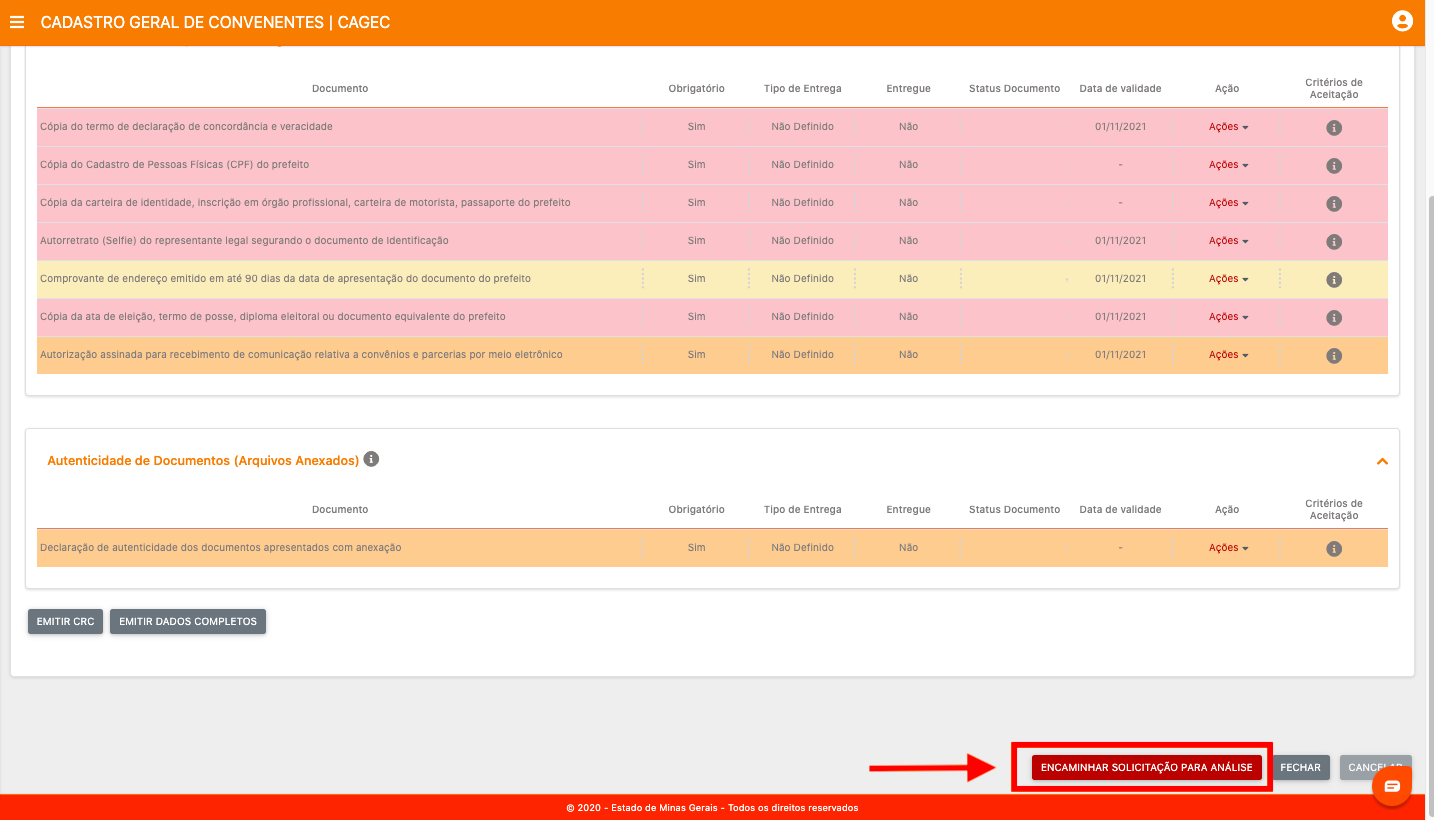 CADASTRO GERAL DE CONVENENTES | CAGEC
Documento Obrigatório Tipo de Entrega Entregue Status Documento Data de validade Ação Critérios de Aceitação
Cópia do termo de declaração de concordância e veracidade Sim Não Definido Não 01/11/2021 Ações
Cópia do Cadastro de Pessoas Físicas (CPF) do prefeito Sim Não Definido Não - Ações
Cópia da carteira de identidade, inscrição em órgão profissional, carteira de motorista, passaporte do prefeito Sim Não Definido Não - Ações
Autorretrato (Selfie) do representante legal segurando o documento de Identificação Sim Não Definido Não 01/11/2021 Ações
Comprovante de endereço emitido em até 90 dias da data de apresentação do documento do prefeito Sim Não Definido Não 01/11/2021 Ações
Cópia da ata de eleição, termo de posse, diploma eleitoral ou documento equivalente do prefeito Sim Não Definido Não 01/11/2021 Ações
Autorização assinada para recebimento de comunicação relativa a convênios e parcerias por meio eletrônico Sim Não Definido Não 01/11/2021 Ações
Autenticidade de Documentos (Arquivos Anexados)
Documento Obrigatório Tipo de Entrega Entregue Status Documento Data de validade Ação Critérios de Aceitação
Declaração de autenticidade dos documentos apresentados com anexação Sim Não Definido Não - Ações
EMITIR CRC EMITIR DADOS COMPLETOS
ENCAMINHAR SOLICITAÇÃO PARA ANÁLISE FECHAR
© 2020 - Estado de Minas Gerais - Todos os direitos reservados